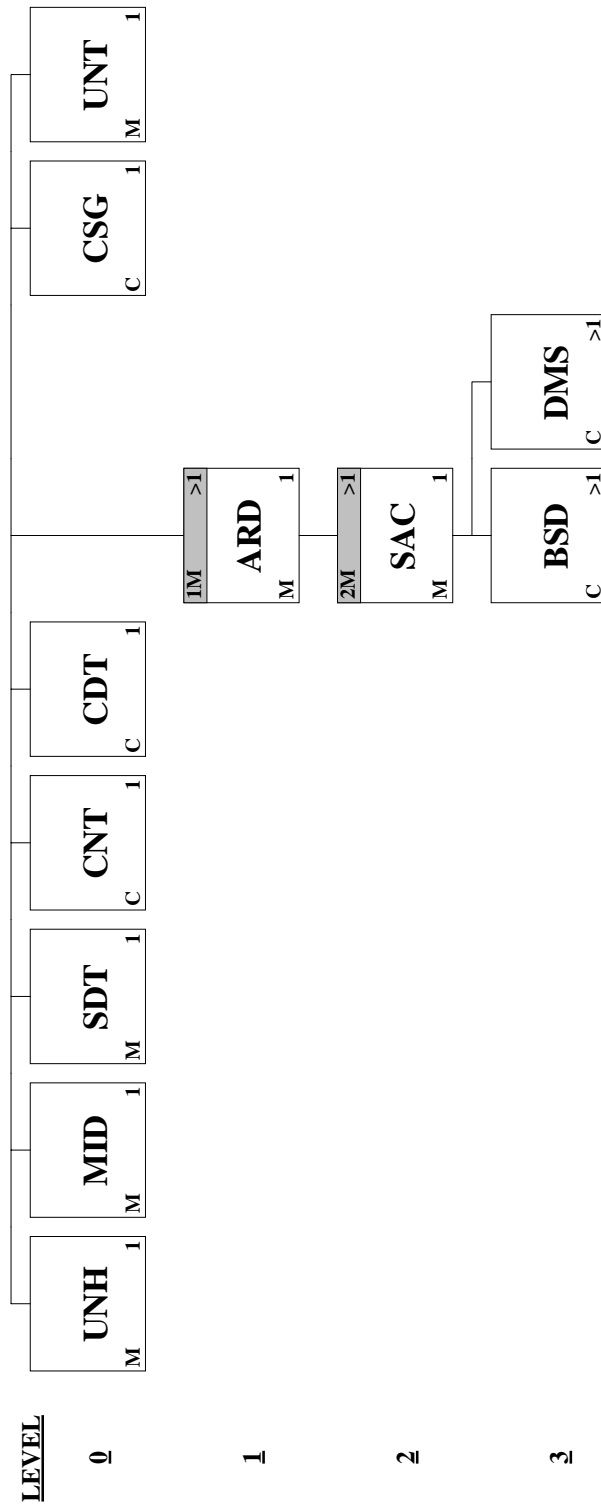 LEVEL
0
UNH
M 1
MID
M 1
SDT
M 1
CNT
C 1
CDT
C 1
CSG
C 1
UNT
M 1
1
1M >1
ARD
M 1
2
2M >1
SAC
M 1
3
BSD
C >1
DMS
C >1